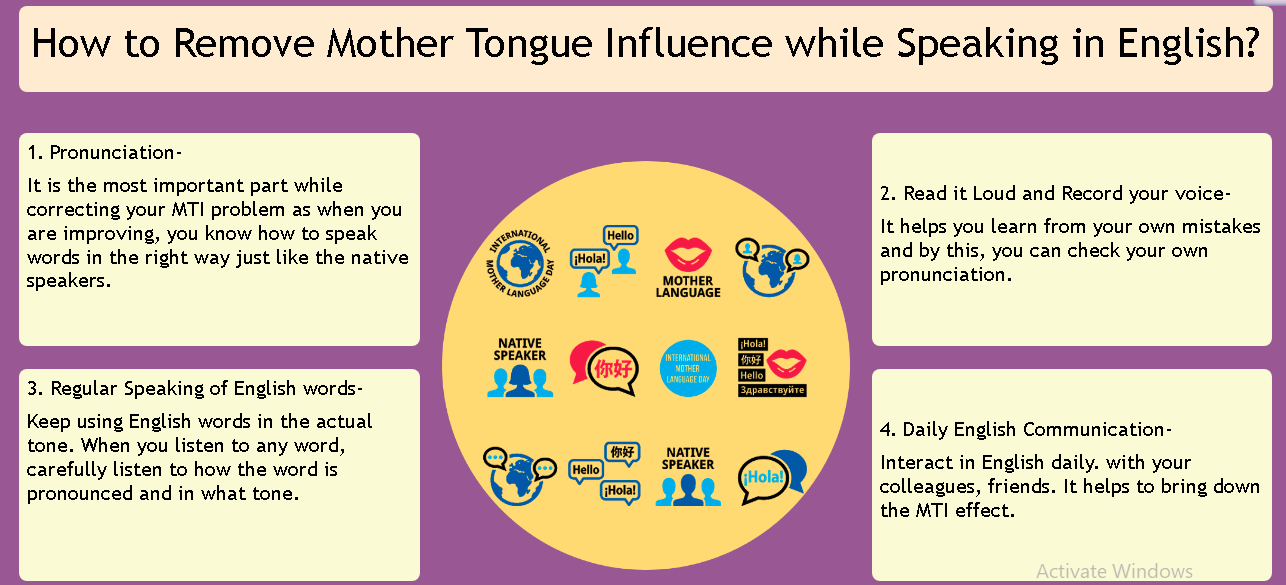 How to Remove Mother Tongue Influence while Speaking in English?
1. Pronunciation-
It is the most important part while
correcting your MTI problem as when you
are improving, you know how to speak
words in the right way just like the native
speakers.
2. Read it Loud and Record your voice-
It helps you learn from your own mistakes
and by this, you can check your own
pronunciation.
INTERNATIONAL
MOTHER LANGUAGE DAY
Hello
¡Hola!
MOTHER
LANGUAGE
NATIVE
SPEAKER
你好
INTERNATIONAL
MOTHER
LANGUAGE DAY
¡Hola!
你好
Hello
Здравствуйте
你好
Hello
¡Hola!
NATIVE
SPEAKER
¡Hola!
3. Regular Speaking of English words-
Keep using English words in the actual
tone. When you listen to any word,
carefully listen to how the word is
pronounced and in what tone.
4. Daily English Communication-
Interact in English daily. with your
colleagues, friends. It helps to bring down
the MTI effect.
Activate Windows